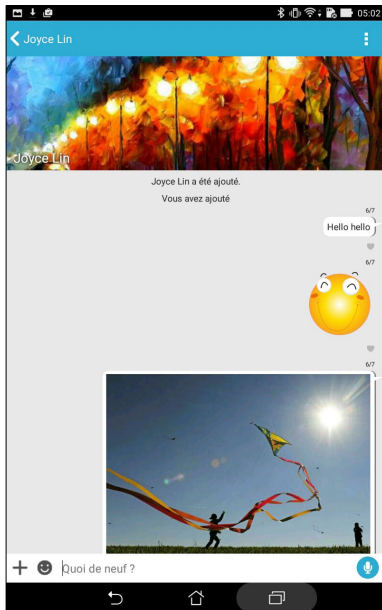 05:02
Joyce Lin
Joyce Lin
Joyce Lin a été ajouté.
Vous avez ajouté
6/7
Hello hello
6/7
6/7
Quoi de neuf ?